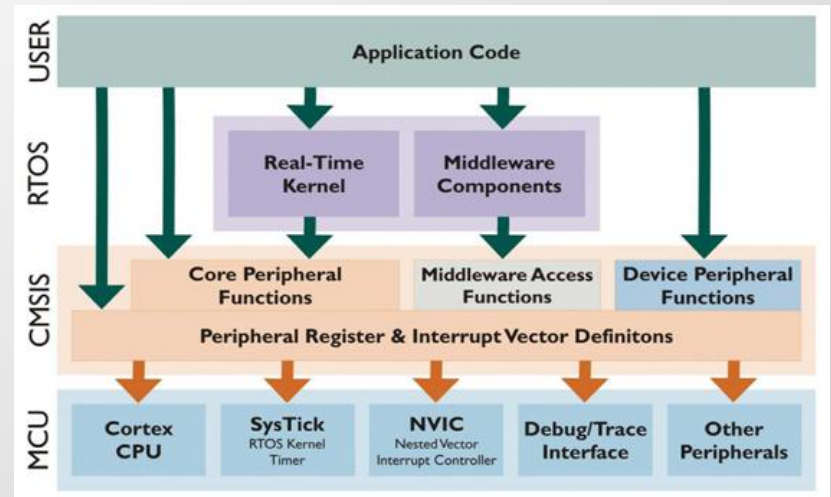 USER
Application Code
RTOS
Real-Time
Kernel
Middleware
Components
CMSIS
Core Peripheral
Functions
Middleware Access
Functions
Device Peripheral
Functions
Peripheral Register & Interrupt Vector Definitons
MCU
Cortex
CPU
SysTick
RTOS Kernel
Timer
NVIC
Nested Vector
Interrupt Controller
Debug/Trace
Interface
Other
Peripherals